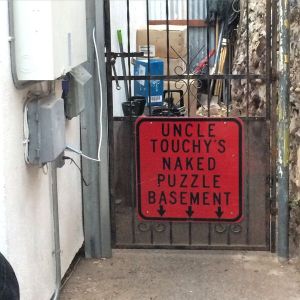 UNCLE
TOUCHY'S
NAKED
PUZZLE
BASEMENT